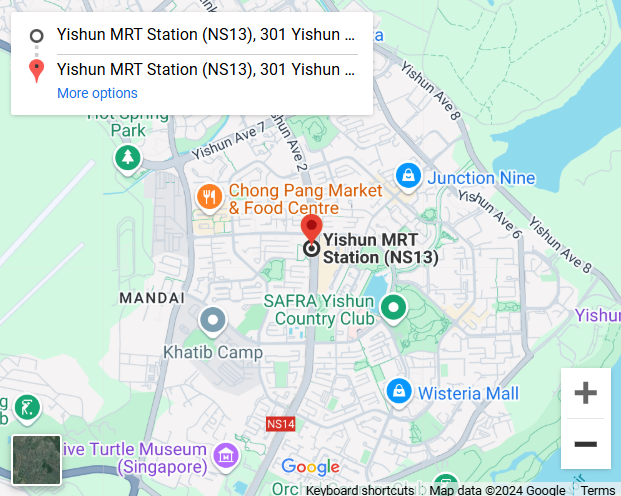 Yishun MRT Station (NS13), 301 Yishun ...
Yishun MRT Station (NS13), 301 Yishun ...
More options
Yishun Ave 8
Hot Spring
Park
Yishun Ave 7
Yishun Ave 2
Junction Nine
Chong Pang Market
& Food Centre
Yishun Ave 6
Yishun Ave 8
Yishun MRT
Station (NS13)
MANDAI
SAFRA Yishun
Country Club
Yishun
Khatib Camp
Wisteria Mall
NS14
ive Turtle Museum
(Singapore)
Google
Orc
Keyboard shortcuts
Map data ©2024 Google
Terms